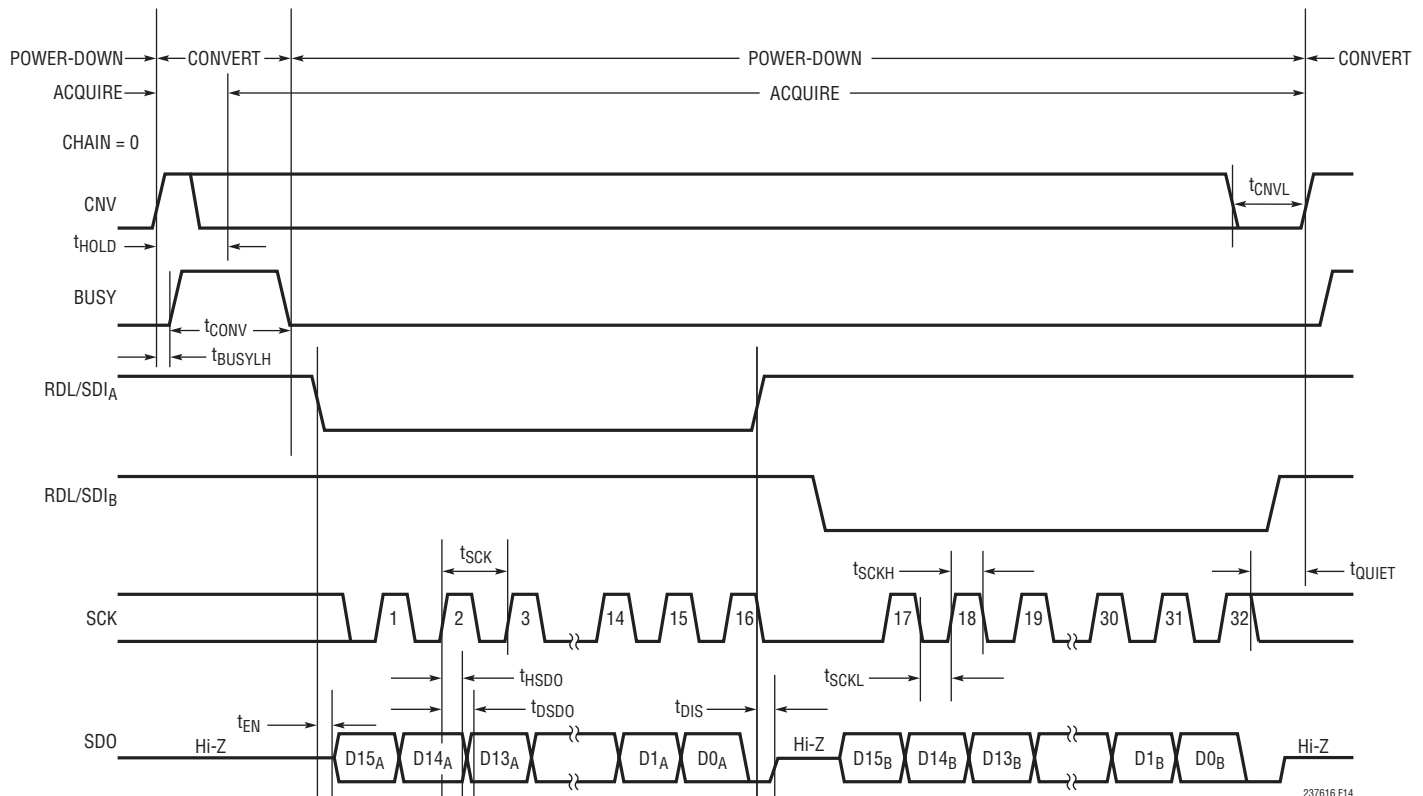 POWER-DOWN CONVERT POWER-DOWN CONVERT
ACQUIRE ACQUIRE
CHAIN = 0
CNV tCNVL
tHOLD
BUSY
tCONV
tBUSYLH
RDL/SDIA
RDL/SDIB
tSCK tSCKH tQUIET
SCK 1 2 3 14 15 16 17 18 19 30 31 32
tHSDO tSCKL
tEN tDSDO tDIS
SDO Hi-Z D15A D14A D13A D1A D0A Hi-Z D15B D14B D13B D1B D0B Hi-Z
237616 F14